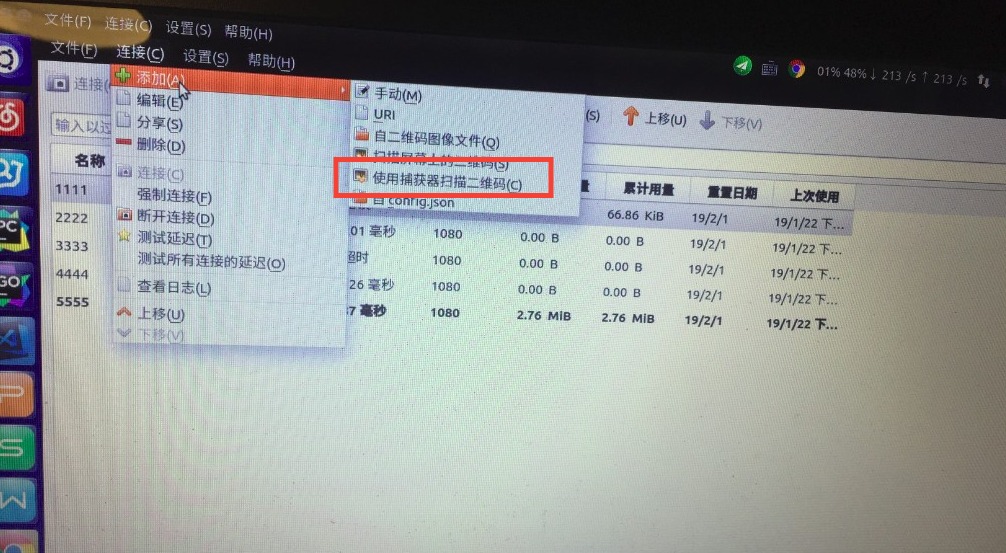 文件(F) 连接(C) 设置(S) 帮助(H)
文件(F) 连接(C) 设置(S) 帮助(H)
01% 48%↓ 213 /s↑ 213 /s
连接(
添加(A)
编辑(E)
分享(S)
删除(D)
连接(C)
强制连接(F)
断开连接(D)
测试延迟(T)
测试所有连接的延迟(O)
查看日志(L)
上移(U)
下移(V)
手动(M)
URI
自二维码图像文件(Q)
扫描屏幕上的二维码(S)
使用捕获器扫描二维码(C)
自 config.json
(S) 上移(U) 下移(V)
输入以过
名称 量 累计用量 重置日期 上次使用
1111 66.86 KiB 19/2/1 19/1/22 下...
2222 01 毫秒 1080 0.00 B 0.00 B 19/2/1 19/1/22 下...
3333 超时 1080 0.00 B 0.00 B 19/2/1 19/1/22 下...
4444 26 毫秒 1080 0.00 B 0.00 B 19/2/1 19/1/22 下...
5555 37 毫秒 1080 2.76 MiB 2.76 MiB 19/2/1 19/1/22 下...
PC
GO